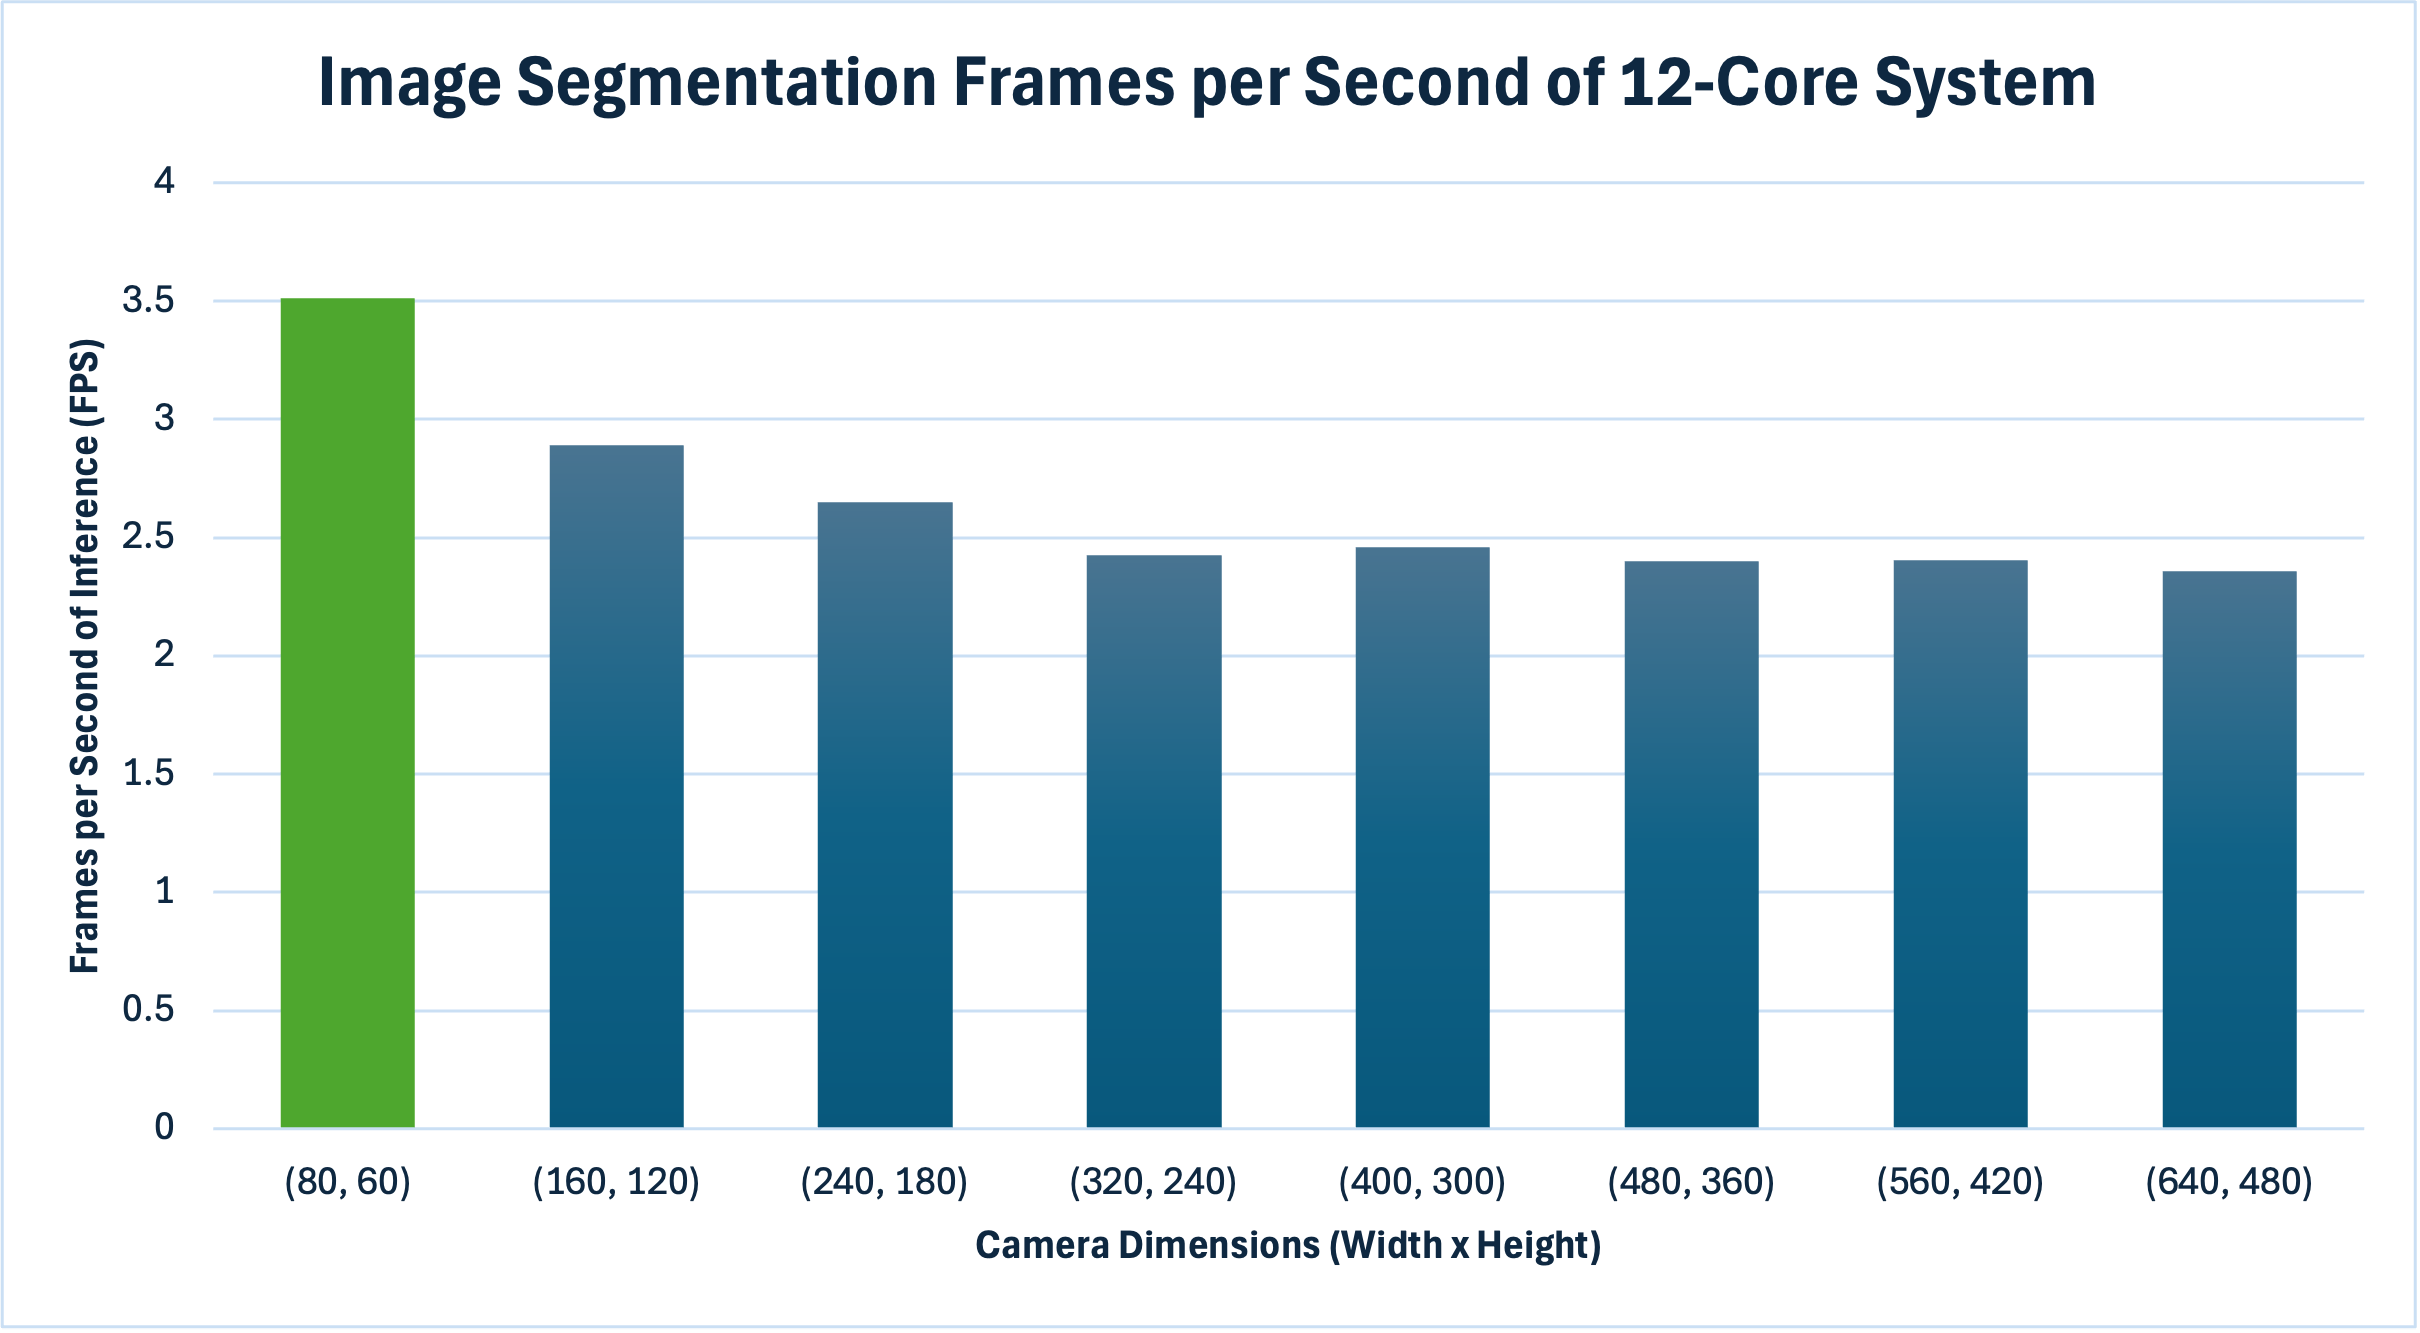 Image Segmentation Frames per Second of 12-Core System
Frames per Second of Inference (FPS)
4
3.5
3
2.5
2
1.5
1
0.5
0
(80, 60) (160, 120) (240, 180) (320, 240) (400, 300) (480, 360) (560, 420) (640, 480)
Camera Dimensions (Width x Height)